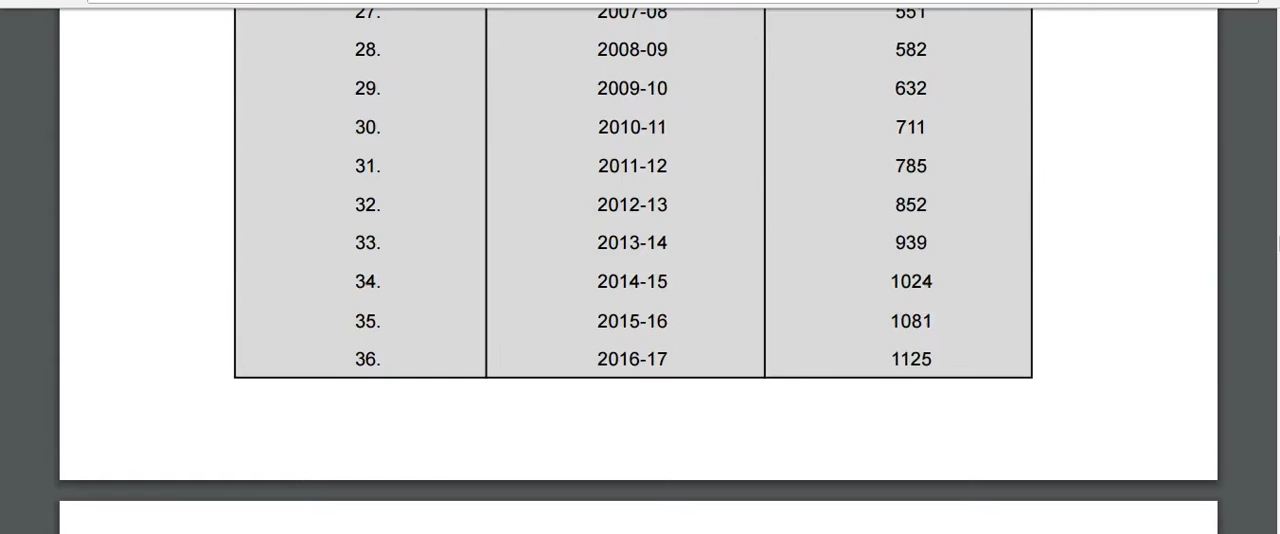 27. 2007-08 551
28. 2008-09 582
29. 2009-10 632
30. 2010-11 711
31. 2011-12 785
32. 2012-13 852
33. 2013-14 939
34. 2014-15 1024
35. 2015-16 1081
36. 2016-17 1125